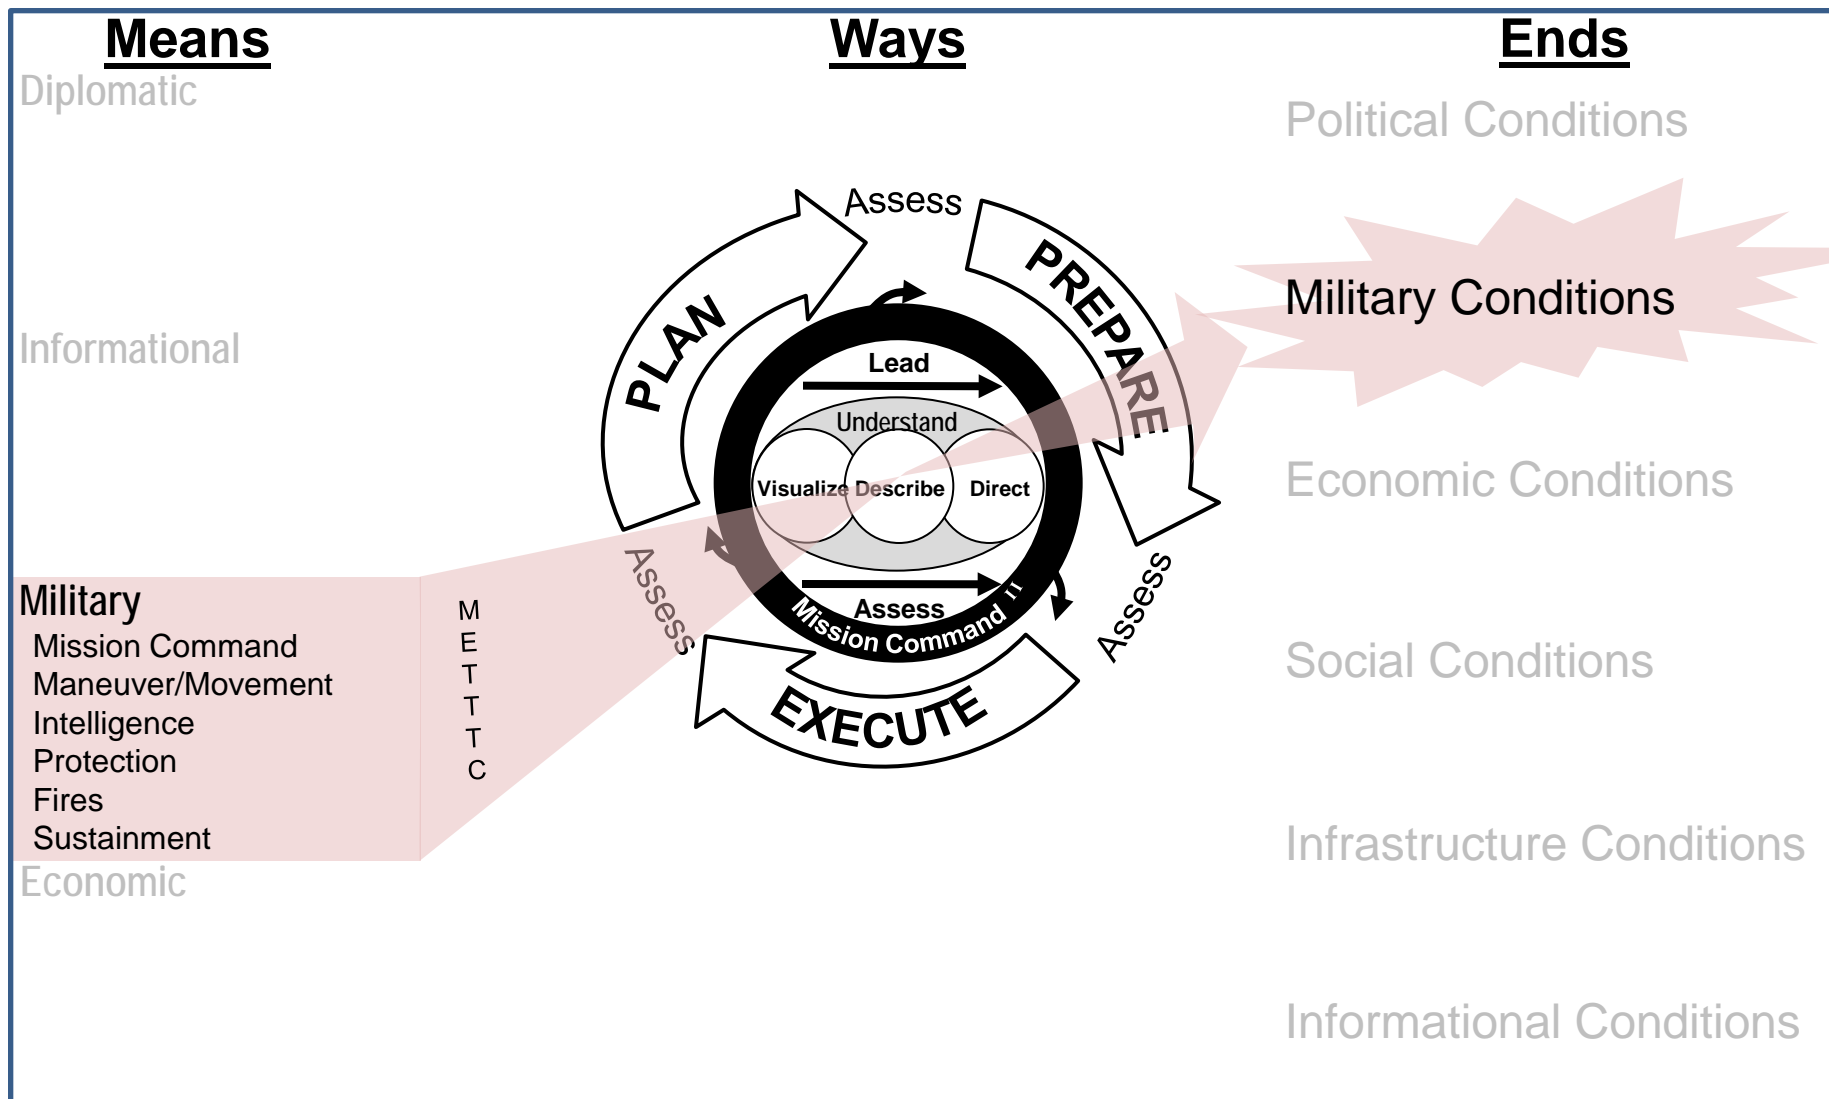 Means
Ways
Ends
Diplomatic
Informational
Military
Mission Command
Maneuver/Movement
Intelligence
Protection
Fires
Sustainment
Economic
M
E
T
T
T
C
Assess
PLAN
PREPARE
Lead
Understand
Visualize Describe Direct
Assess
Mission Command II
Assess
Assess
EXECUTE
Political Conditions
Military Conditions
Economic Conditions
Social Conditions
Infrastructure Conditions
Informational Conditions